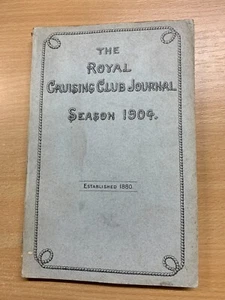 THE
ROYAL
CRUISING CLUB JOURNAL
SEASON 1904.
ESTABLISHED 1880